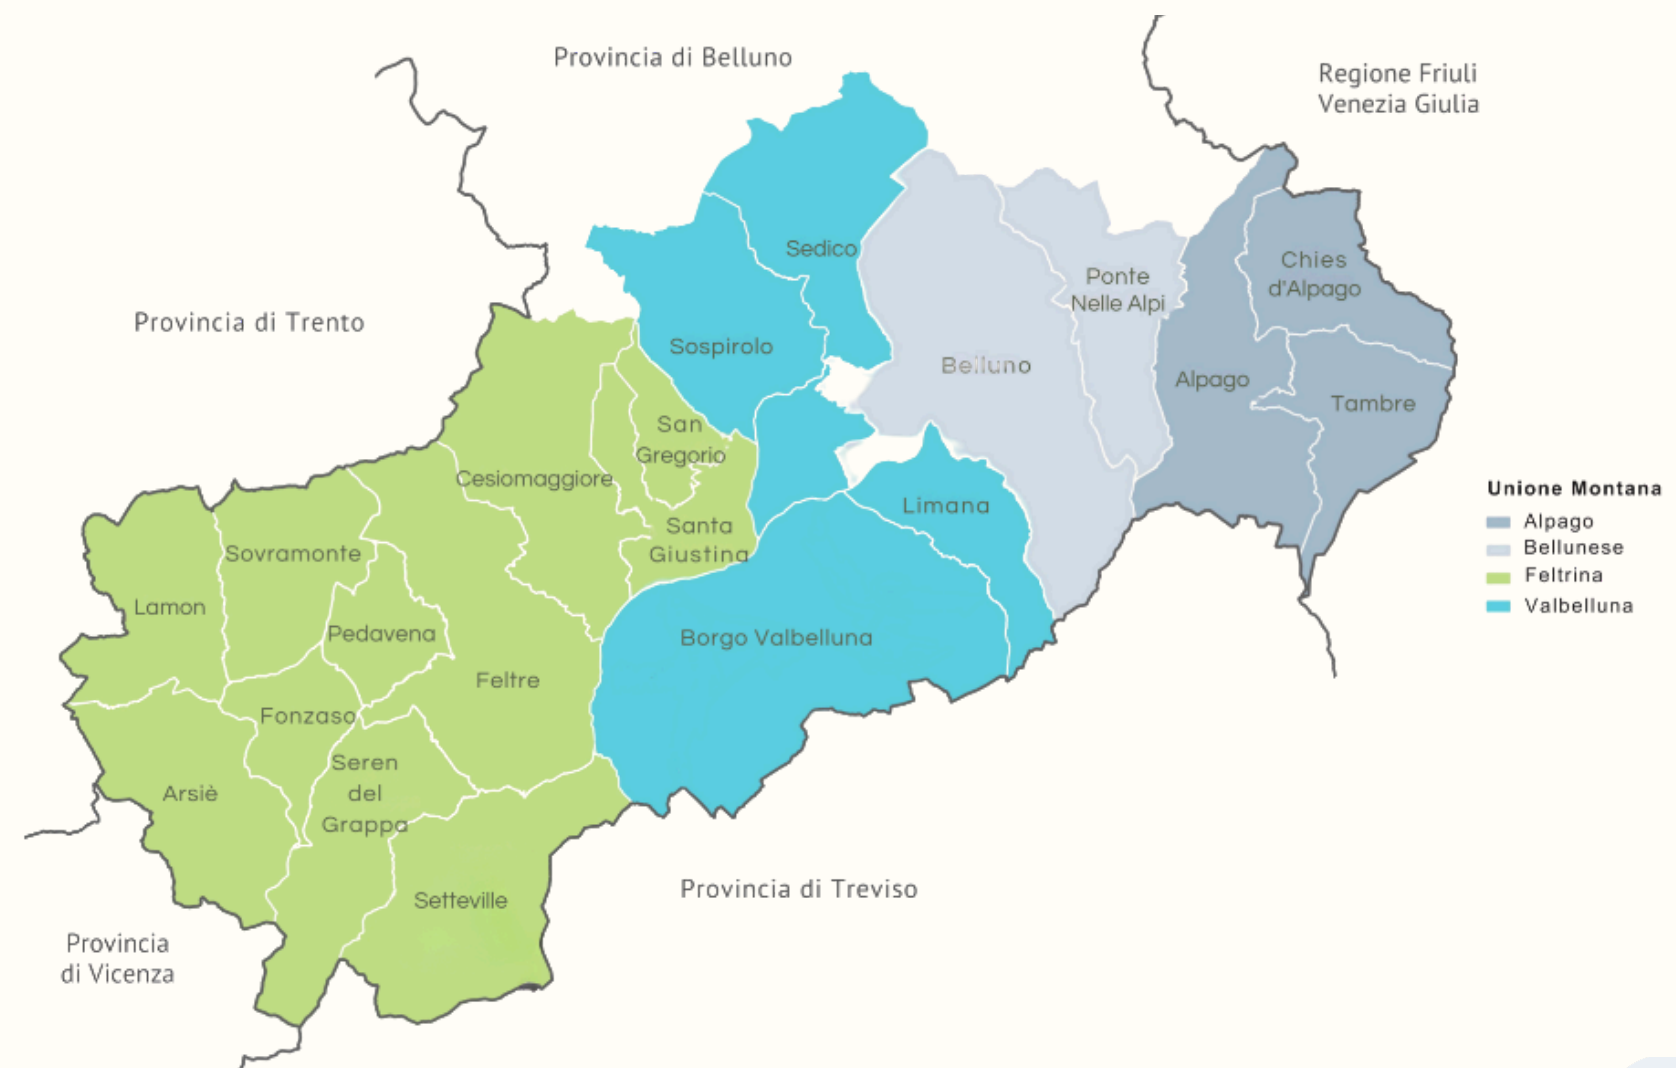 Provincia di Belluno
Regione Friuli
Venezia Giulia
Sedico
Chies
d'Alpago
Ponte
Nelle Alpi
Provincia di Trento
Sospirolo
Belluno
Alpago
Tambre
San
Gregorio
Cesiomaggiore
Limana
Santa
Giustina
Unione Montana
Alpago
Bellunese
Feltrina
Valbelluna
Sovramonte
Lamon
Pedavena
Borgo Valbelluna
Feltre
Fonzaso
Seren
del
Grappa
Arsiè
Setteville
Provincia di Treviso
Provincia
di Vicenza